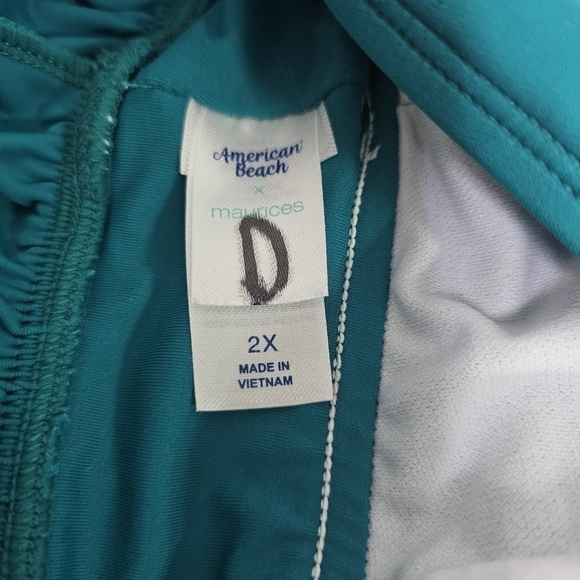 American
Beach
x
maurices
D
2X
MADE IN
VIETNAM